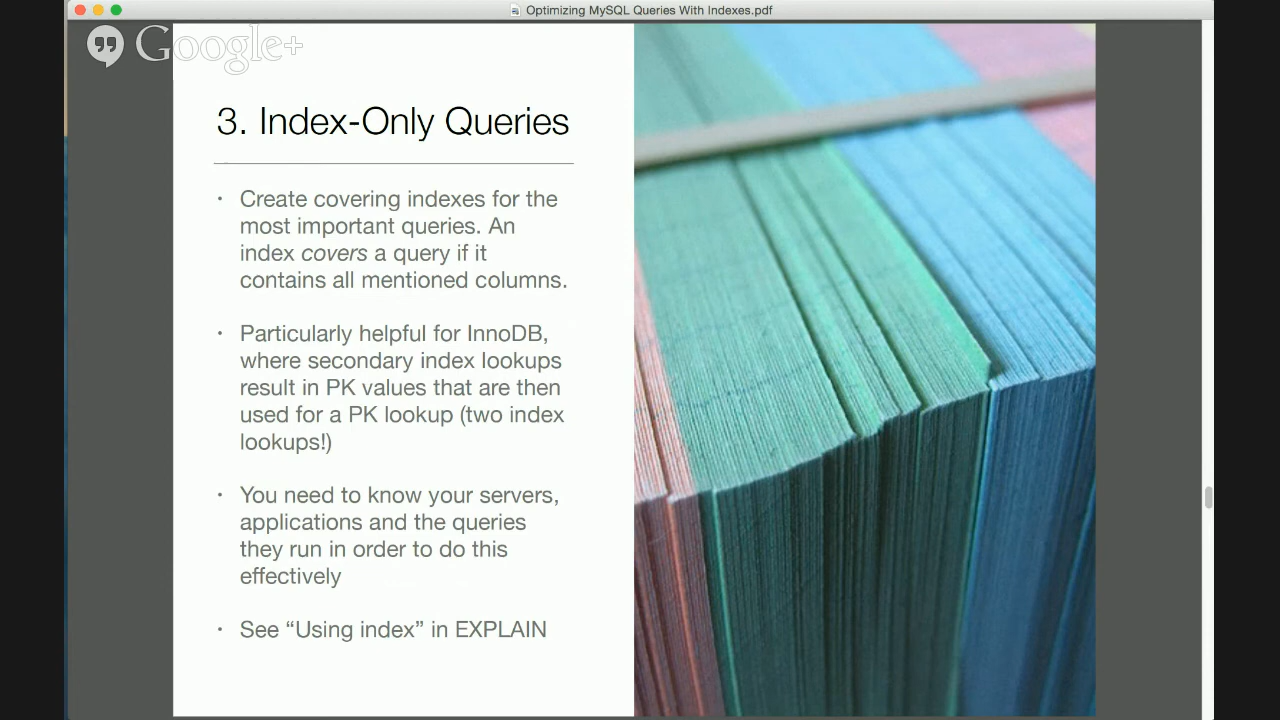 Optimizing MySQL Queries With Indexes.pdf
Google+
3. Index-Only Queries
• Create covering indexes for the
most important queries. An
index covers a query if it
contains all mentioned columns.
• Particularly helpful for InnoDB,
where secondary index lookups
result in PK values that are then
used for a PK lookup (two index
lookups!)
• You need to know your servers,
applications and the queries
they run in order to do this
effectively
• See “Using index” in EXPLAIN